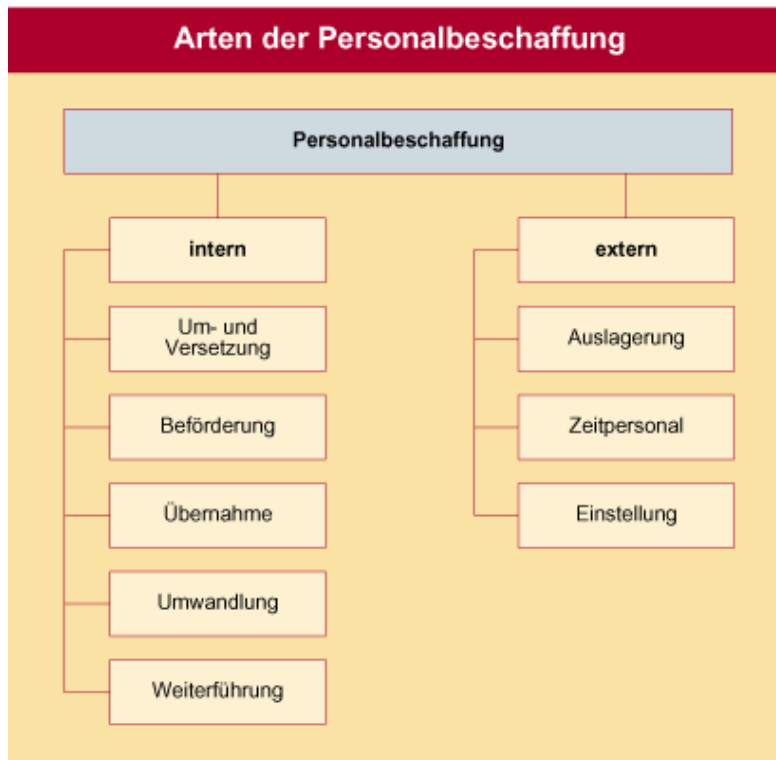 Arten der Personalbeschaffung
Personalbeschaffung
intern
Um- und
Versetzung
Beförderung
Übernahme
Umwandlung
Weiterführung
extern
Auslagerung
Zeitpersonal
Einstellung